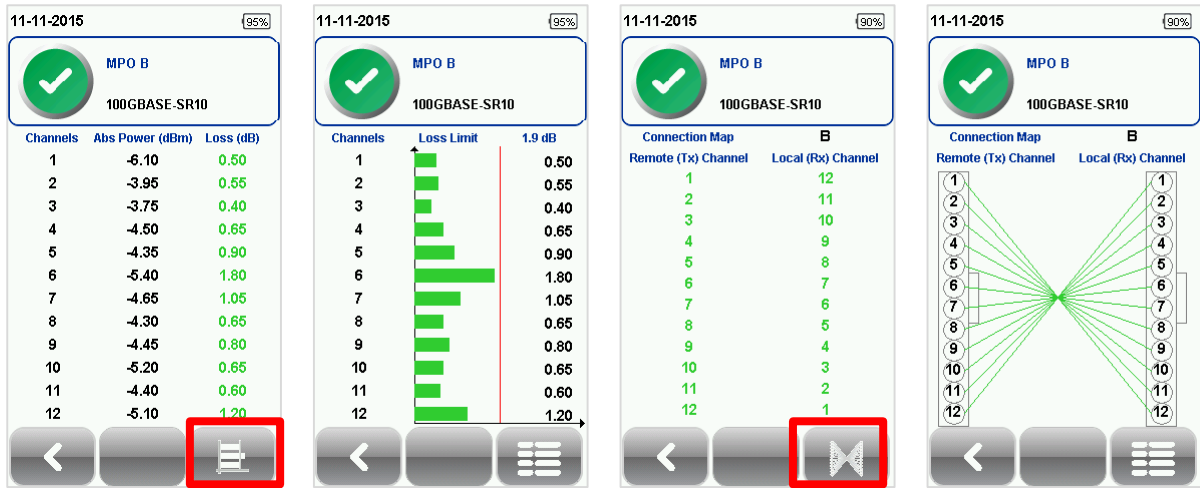 11-11-2015 95%
MPO B
100GBASE-SR10
Channels Abs Power (dBm) Loss (dB)
1 -6.10 0.50
2 -3.95 0.55
3 -3.75 0.40
4 -4.50 0.65
5 -4.35 0.90
6 -5.40 1.80
7 -4.65 1.05
8 -4.30 0.65
9 -4.45 0.80
10 -5.20 0.65
11 -4.40 0.60
12 -5.10 1.20
11-11-2015 95%
MPO B
100GBASE-SR10
Channels Loss Limit 1.9 dB
1 0.50
2 0.55
3 0.40
4 0.65
5 0.90
6 1.80
7 1.05
8 0.65
9 0.80
10 0.65
11 0.60
12 1.20
11-11-2015 90%
MPO B
100GBASE-SR10
Connection Map B
Remote (Tx) Channel Local (Rx) Channel
1 12
2 11
3 10
4 9
5 8
6 7
7 6
8 5
9 4
10 3
11 2
12 1
11-11-2015 90%
MPO B
100GBASE-SR10
Connection Map B
Remote (Tx) Channel Local (Rx) Channel
1 1
2 2
3 3
4 4
5 5
6 6
7 7
8 8
9 9
10 10
11 11
12 12